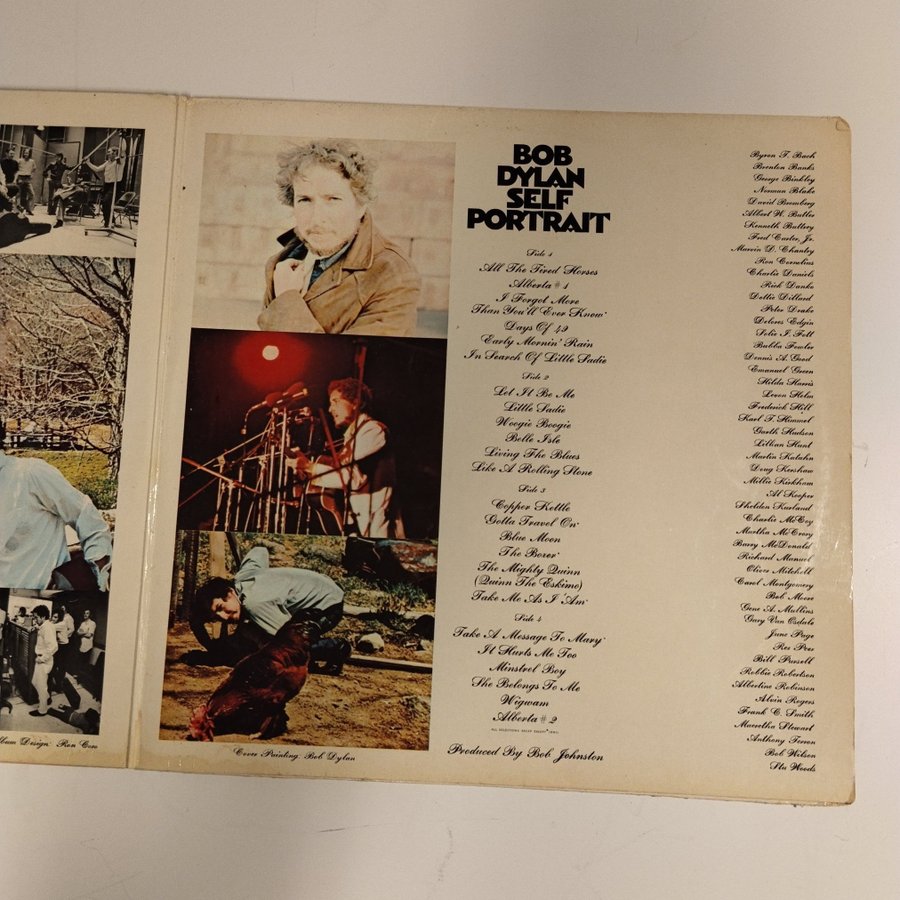 BOB
DYLAN
SELF
PORTRAIT
Side 1
All The Tired Horses
Alberta #1
I Forgot More
Than You'll Ever Know*
Days Of 49
Early Mornin' Rain
In Search Of Little Sadie
Side 2
Let It Be Me
Little Sadie
Woogie Boogie
Belle Isle
Living The Blues
Like A Rolling Stone
Side 3
Copper Kettle
Gotta Travel On*
Blue Moon
The Boxer*
The Mighty Quinn
(Quinn The Eskimo)
Take Me As I Am*
Side 4
Take A Message To Mary*
It Hurts Me Too
Minstrel Boy
She Belongs To Me
Wigwam
Alberta #2
Produced By Bob Johnston
Byron T. Bach
Brenton Banks
George Binkley
Norman Blake
David Bromberg
Albert W. Butler
Kenneth Buttery
Fred Carter, Jr.
Marvin D. Chantry
Ron Cornelius
Charlie Daniels
Rick Danko
Dottie Dillard
Peter Drake
Delores Edgin
Solie I. Fott
Bubba Fowler
Dennis A. Good
Emanuel Green
Hilda Harris
Levon Helm
Frederick Hill
Karl T. Himmel
Garth Hudson
Lillian Hunt
Martin Katahn
Doug Kershaw
Millie Kirkham
Al Kooper
Sheldon Kurland
Charlie McCoy
Martha McCrory
Barry McDonald
Richard Manuel
Oliver Mitchell
Carol Montgomery
Bob Moore
Gene A. Mullins
Gary Van Osdale
June Page
Rex Peer
Bill Pursell
Robbie Robertson
Albertine Robinson
Alvin Rogers
Frank C. Smith
Maeretha Stewart
Anthony Terran
Bob Wilson
Stu Woods
Album Design: Ron Coro
Cover Painting: Bob Dylan